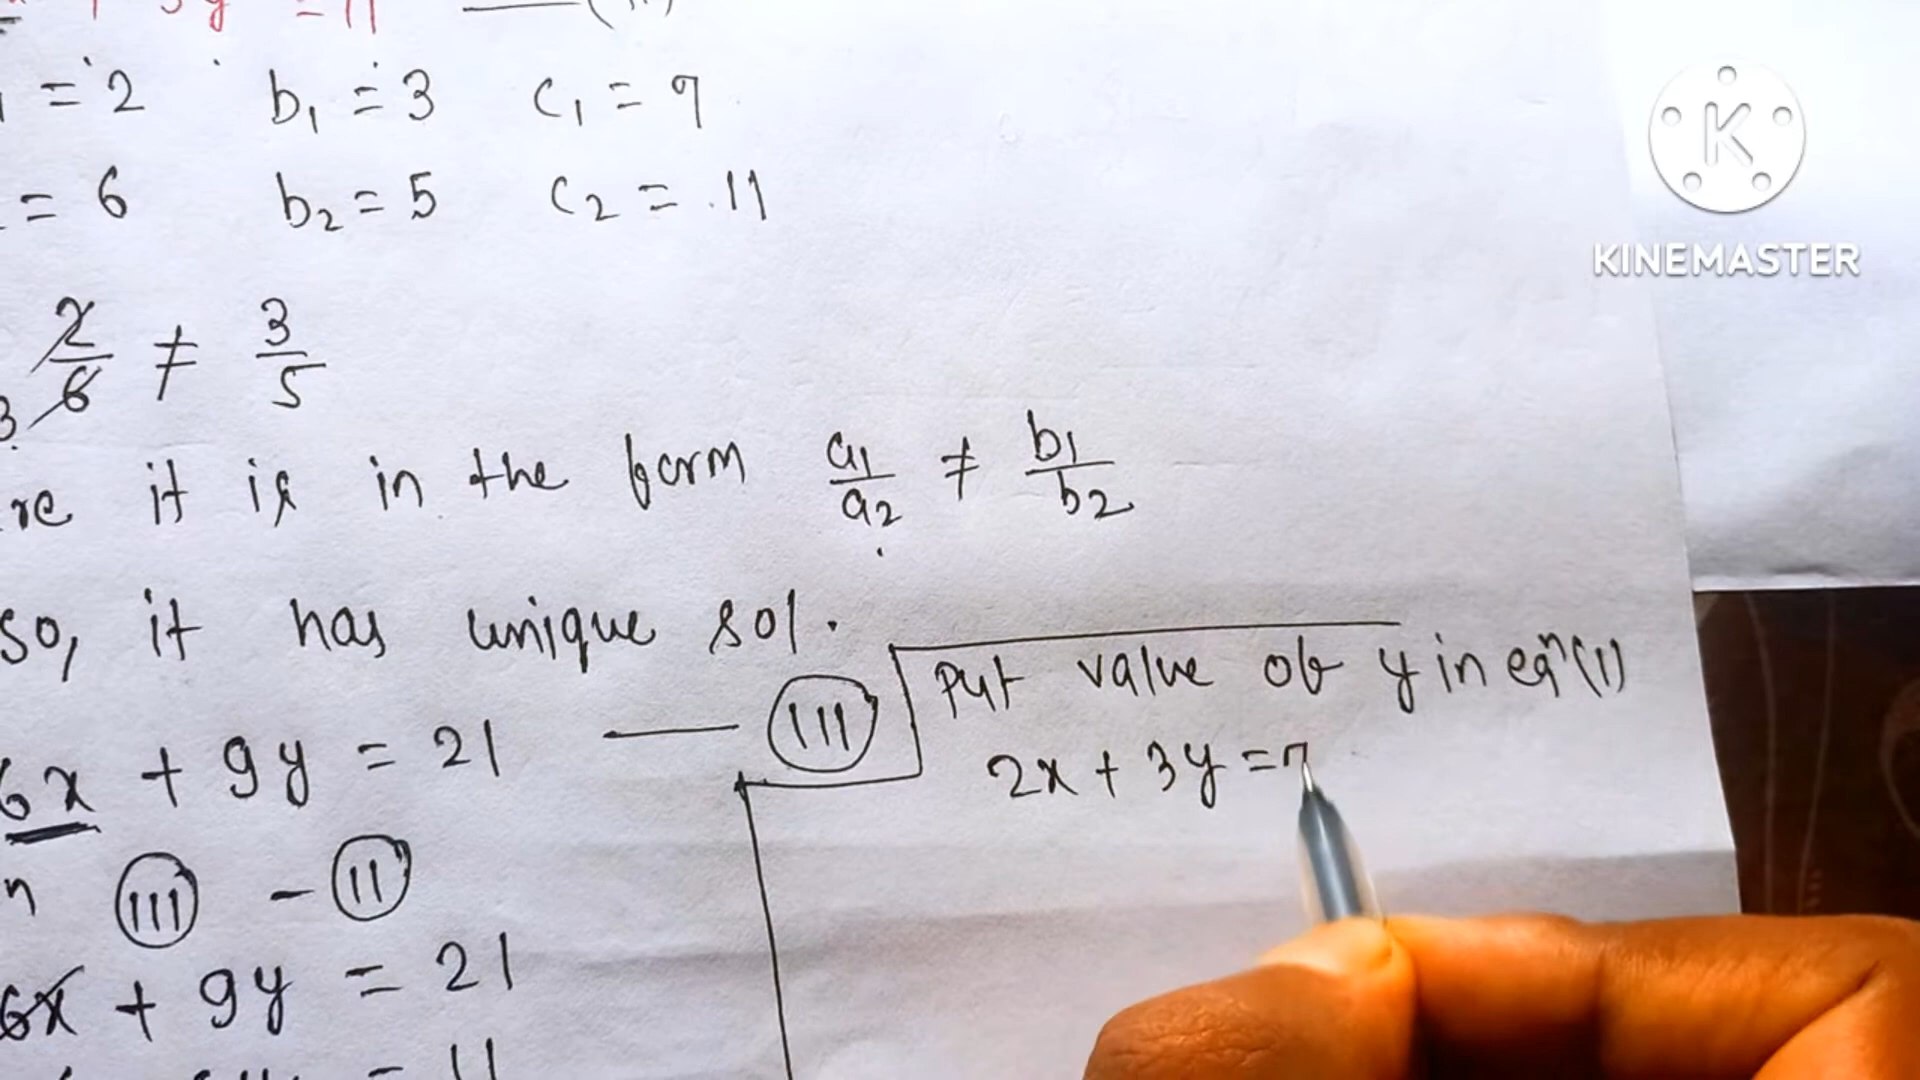 = 2 b₁ = 3 c₁ = 7
= 6 b₂ = 5 c₂ = 11
2/6 ≠ 3/5
3
re it is in the form a₁/a₂ ≠ b₁/b₂
so, it has unique sol.
6x + 9y = 21 — (III)
n (III) - (II)
6x + 9y = 21
= 11
Put value of y in eqⁿ(1)
2x + 3y = 7
K
KINEMASTER